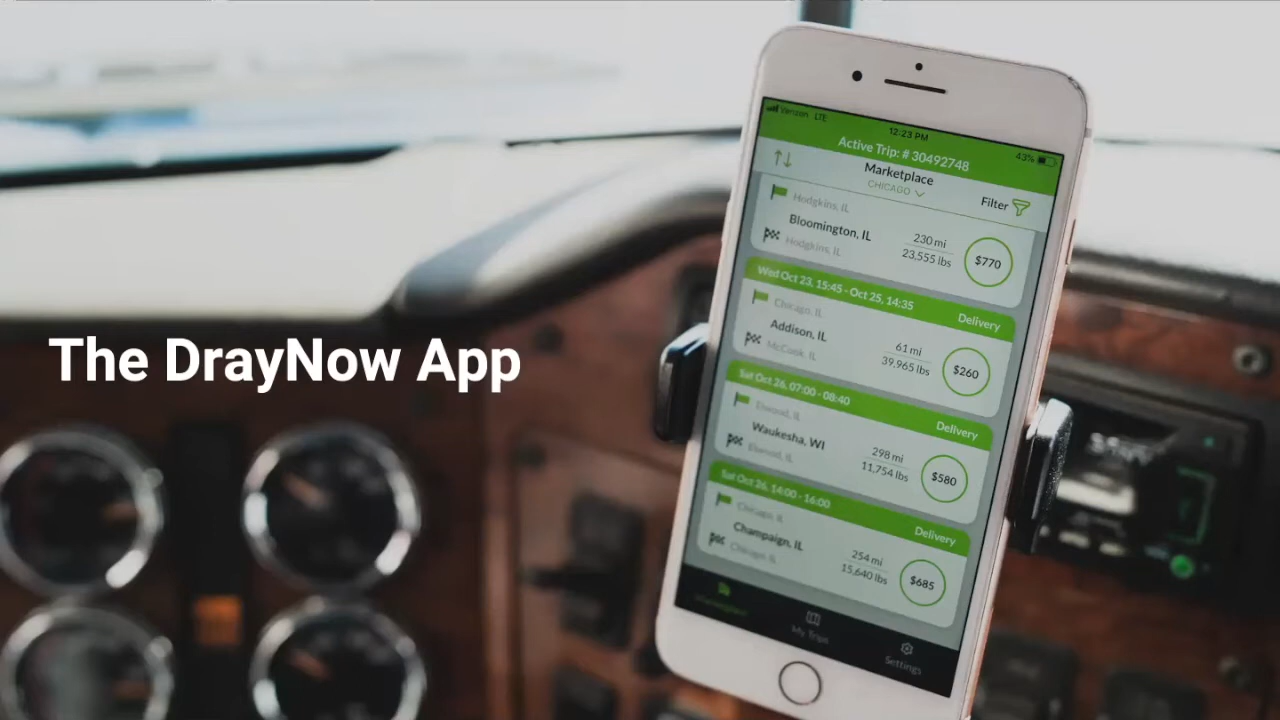 The DrayNow App
Verizon LTE
12:23 PM
43%
Active Trip: # 30492748
Marketplace
CHICAGO
Filter
Hodgkins, IL
Bloomington, IL
Hodgkins, IL
230 mi
23,555 lbs
$770
Wed Oct 23, 15:45 - Oct 25, 14:35
Delivery
Chicago, IL
Addison, IL
McCook, IL
61 mi
39,965 lbs
$260
Sat Oct 26, 07:00 - 08:40
Delivery
Elwood, IL
Waukesha, WI
Elwood, IL
298 mi
11,754 lbs
$580
Sat Oct 26, 14:00 - 16:00
Delivery
Chicago, IL
Champaign, IL
Chicago, IL
254 mi
15,640 lbs
$685
Marketplace
My Trips
Settings